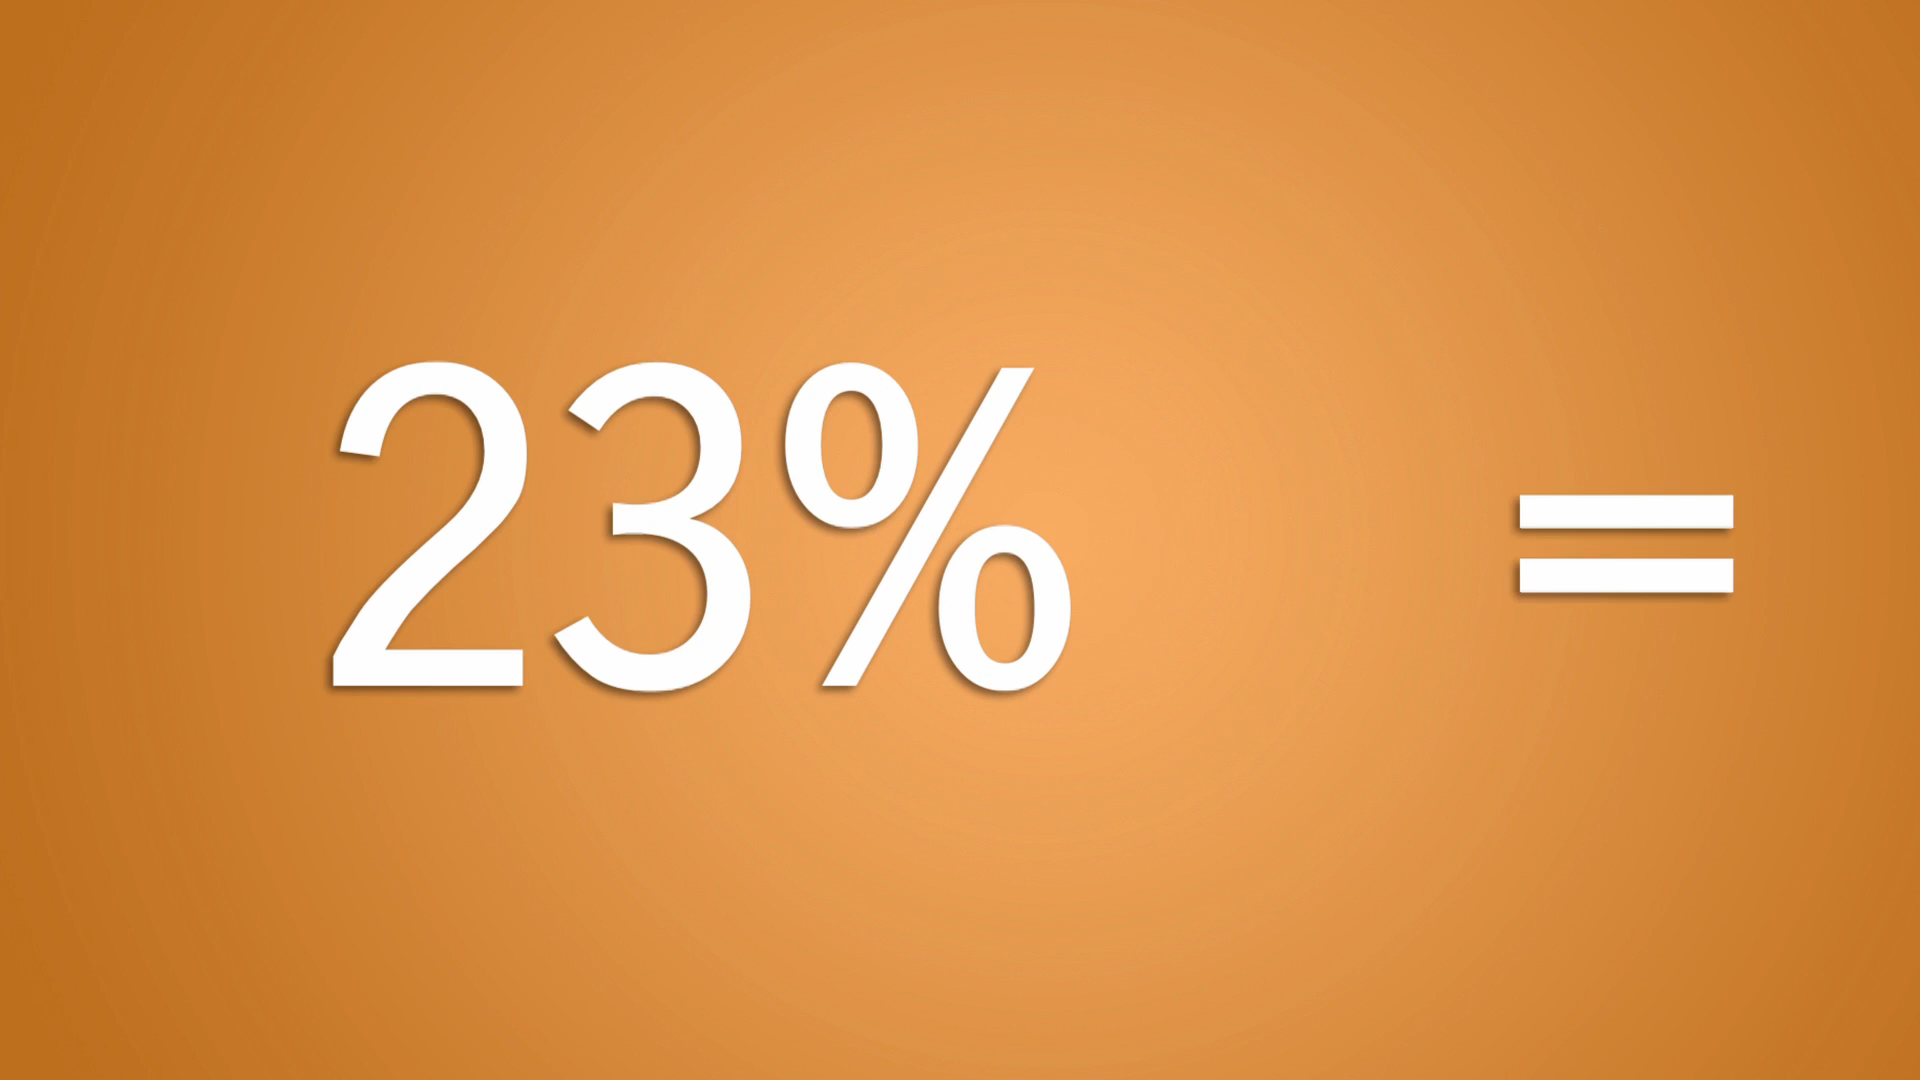 23% =